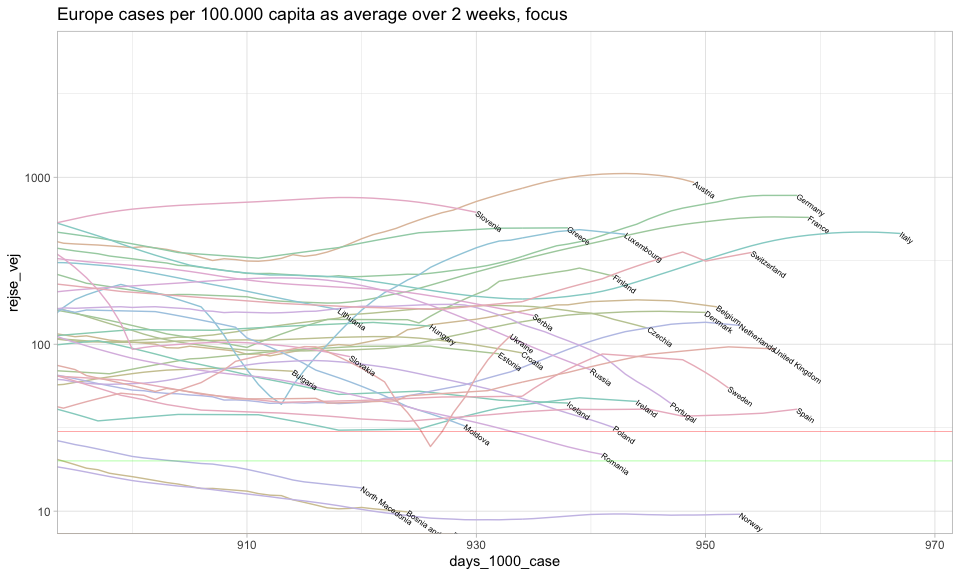 Europe cases per 100.000 capita as average over 2 weeks, focus
rejse_vej
1000
100
10
Austria
Germany
Slovenia
France
Greece
Luxembourg
Italy
Switzerland
Finland
Lithuania
Serbia
Belgium
Denmark
Netherlands
United Kingdom
Hungary
Ukraine
Czechia
Croatia
Estonia
Slovakia
Bulgaria
Russia
Sweden
Iceland
Ireland
Portugal
Spain
Moldova
Poland
Romania
North Macedonia
Bosnia and
Norway
910
930
950
970
days_1000_case